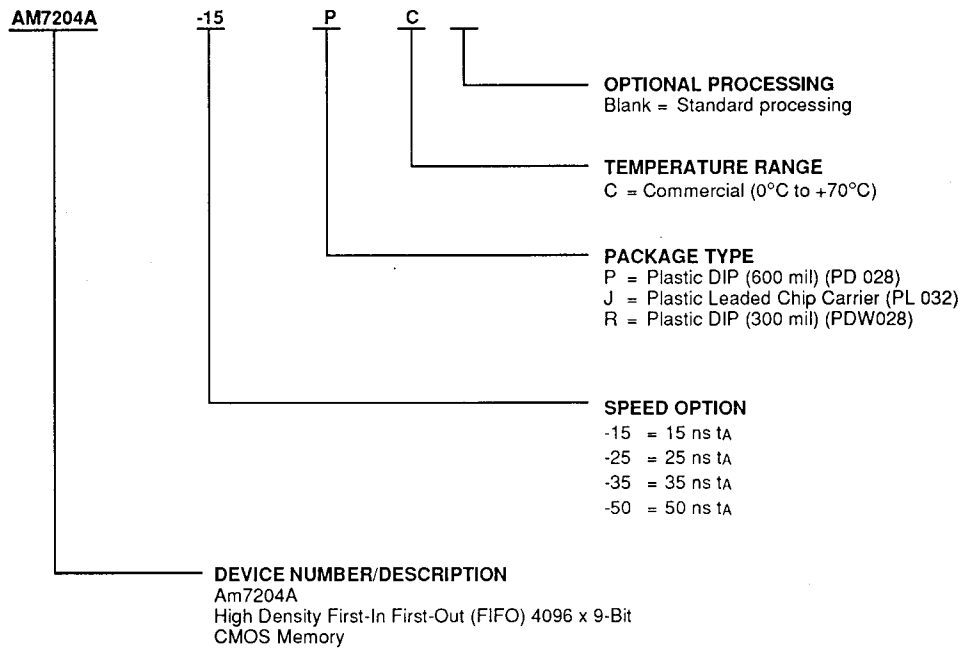 AM7204A -15 P C
OPTIONAL PROCESSING
Blank = Standard processing
TEMPERATURE RANGE
C = Commercial (0°C to +70°C)
PACKAGE TYPE
P = Plastic DIP (600 mil) (PD 028)
J = Plastic Leaded Chip Carrier (PL 032)
R = Plastic DIP (300 mil) (PDW028)
SPEED OPTION
-15 = 15 ns tA
-25 = 25 ns tA
-35 = 35 ns tA
-50 = 50 ns tA
DEVICE NUMBER/DESCRIPTION
Am7204A
High Density First-In First-Out (FIFO) 4096 x 9-Bit
CMOS Memory